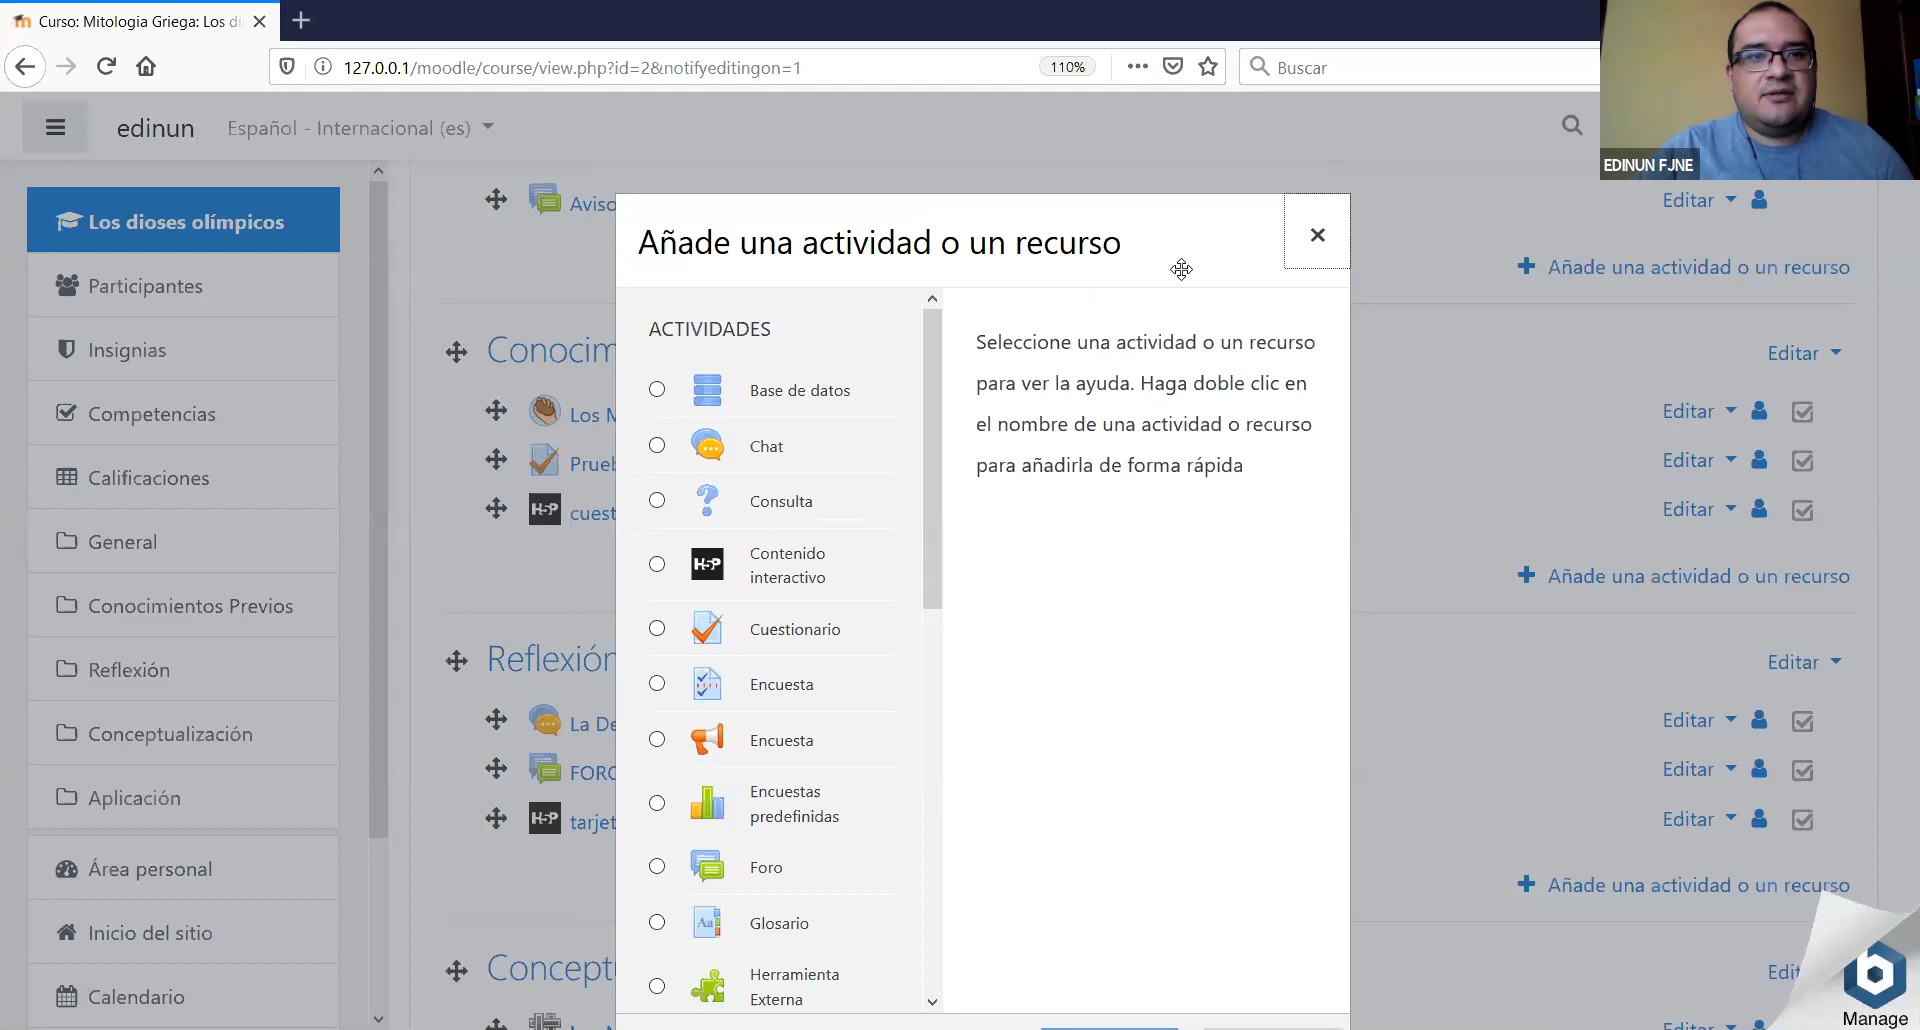 Curso: Mitologia Griega: Los di
127.0.0.1/moodle/course/view.php?id=2&notifyeditingon=1
110%
Buscar
edinun
Español - Internacional (es)
EDINUN FJNE
Los dioses olímpicos
Participantes
Insignias
Competencias
Calificaciones
General
Conocimientos Previos
Reflexión
Conceptualización
Aplicación
Área personal
Inicio del sitio
Calendario
Aviso
Editar
Añade una actividad o un recurso
Conocim
Editar
Los M
Editar
Prueb
Editar
cuest
Editar
Añade una actividad o un recurso
Reflexión
Editar
La De
Editar
FORO
Editar
tarjet
Editar
Añade una actividad o un recurso
Concept
Edit
Editar
Añade una actividad o un recurso
ACTIVIDADES
Base de datos
Chat
Consulta
H5P
Contenido
interactivo
Cuestionario
Encuesta
Encuesta
Encuestas
predefinidas
Foro
Glosario
Herramienta
Externa
Seleccione una actividad o un recurso
para ver la ayuda. Haga doble clic en
el nombre de una actividad o recurso
para añadirla de forma rápida
Manage